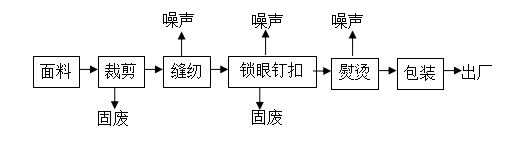 噪声 噪声 噪声
面料 裁剪 缝纫 锁眼钉扣 熨烫 包装 出厂
固废 固废